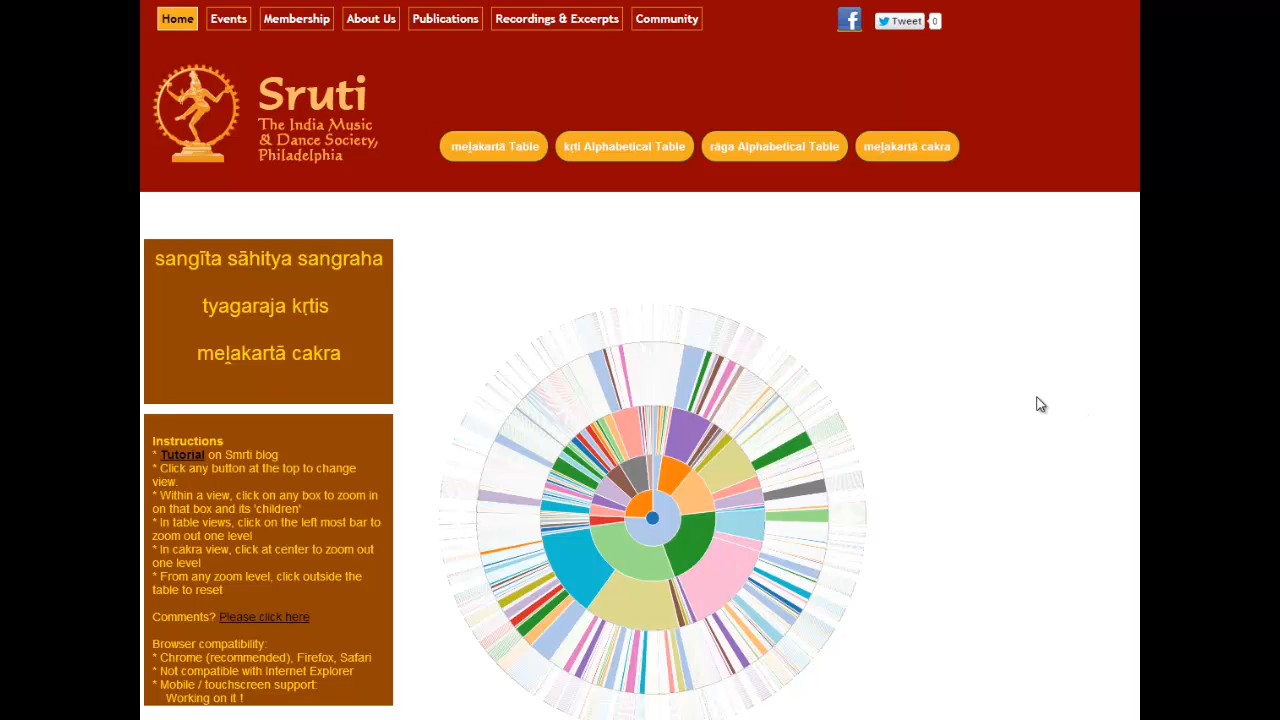 Home
Events
Membership
About Us
Publications
Recordings & Excerpts
Community
f
Tweet
0
Sruti
The India Music
& Dance Society,
Philadelphia
meḷakartā Table
kṛti Alphabetical Table
rāga Alphabetical Table
meḷakartā cakra
sangīta sāhitya sangraha
tyagaraja kṛtis
meḷakartā cakra
Instructions
* Tutorial on Smrti blog
* Click any button at the top to change
view.
* Within a view, click on any box to zoom in
on that box and its 'children'
* In table views, click on the left most bar to
zoom out one level
* In cakra view, click at center to zoom out
one level
* From any zoom level, click outside the
table to reset
Comments? Please click here
Browser compatibility:
* Chrome (recommended), Firefox, Safari
* Not compatible with Internet Explorer
* Mobile / touchscreen support:
Working on it !